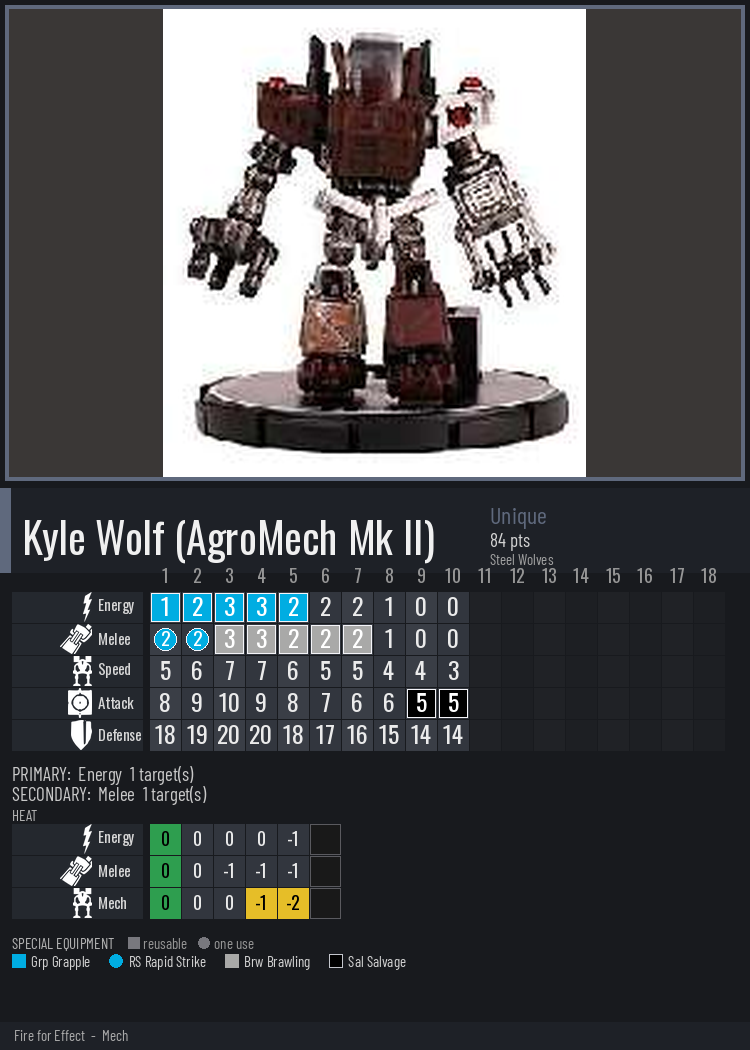 Kyle Wolf (AgroMech Mk II)
Unique
84 pts
Steel Wolves
1 2 3 4 5 6 7 8 9 10 11 12 13 14 15 16 17 18
Energy 1 2 3 3 2 2 2 1 0 0
Melee 2 2 3 3 2 2 2 1 0 0
Speed 5 6 7 7 6 5 5 4 4 3
Attack 8 9 10 9 8 7 6 6 5 5
Defense 18 19 20 20 18 17 16 15 14 14
PRIMARY: Energy 1 target(s)
SECONDARY: Melee 1 target(s)
HEAT
Energy 0 0 0 0 -1
Melee 0 0 -1 -1 -1
Mech 0 0 0 -1 -2
SPECIAL EQUIPMENT reusable one use
Grp Grapple RS Rapid Strike Brw Brawling Sal Salvage
Fire for Effect - Mech